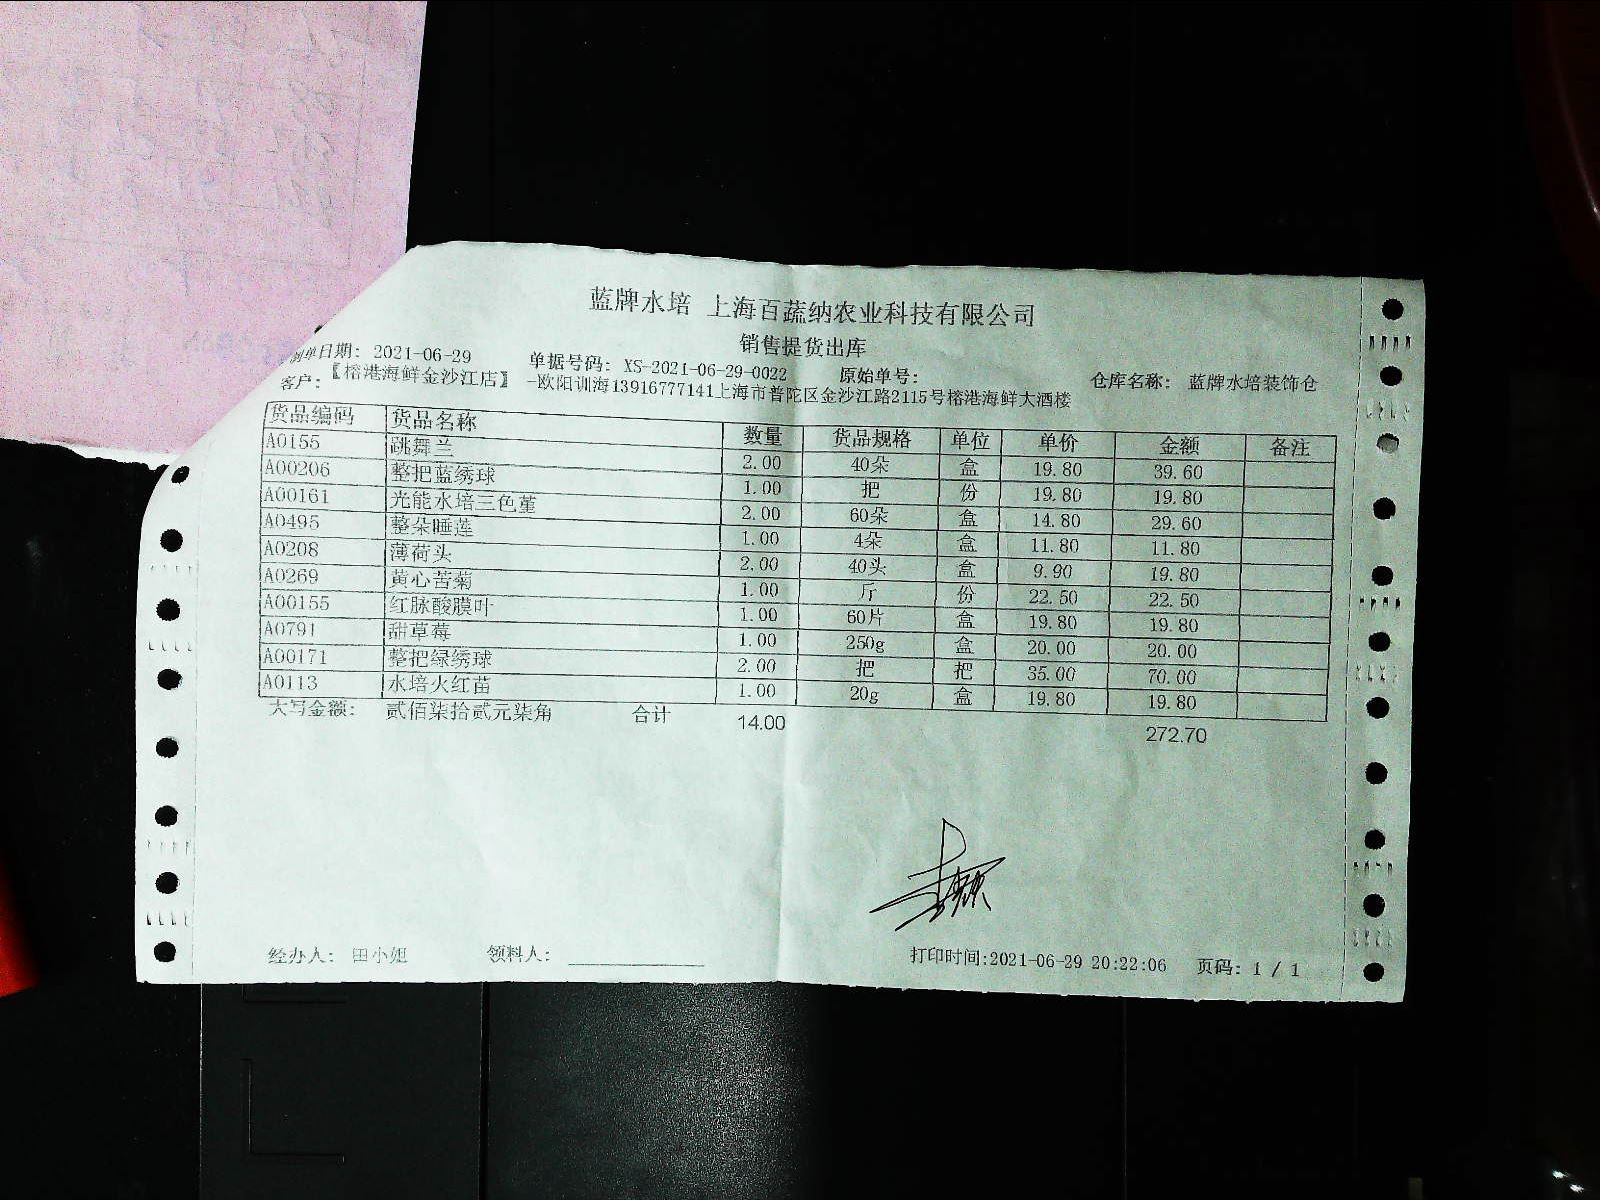 蓝牌水培 上海百蔬纳农业科技有限公司
销售提货出库
制单日期: 2021-06-29 单据号码: XS-2021-06-29-0022 原始单号: 仓库名称: 蓝牌水培装饰仓
客户:【榕港海鲜金沙江店】-欧阳训海13916777141上海市普陀区金沙江路2115号榕港海鲜大酒楼
货品编码 货品名称 数量 货品规格 单位 单价 金额 备注
A0155 跳舞兰 2.00 40朵 盒 19.80 39.60
A00206 整把蓝绣球 1.00 把 份 19.80 19.80
A00161 光能水培三色堇 2.00 60朵 盒 14.80 29.60
A0495 整朵睡莲 1.00 4朵 盒 11.80 11.80
A0208 薄荷头 2.00 40头 盒 9.90 19.80
A0269 黄心苦菊 1.00 斤 份 22.50 22.50
A00155 红脉酸膜叶 1.00 60片 盒 19.80 19.80
A0791 甜草莓 1.00 250g 盒 20.00 20.00
A00171 整把绿绣球 2.00 把 把 35.00 70.00
A0113 水培火红苗 1.00 20g 盒 19.80 19.80
大写金额: 贰佰柒拾贰元柒角 合计 14.00 272.70
经办人: 田小姐 领料人: 打印时间:2021-06-29 20:22:06 页码: 1 / 1